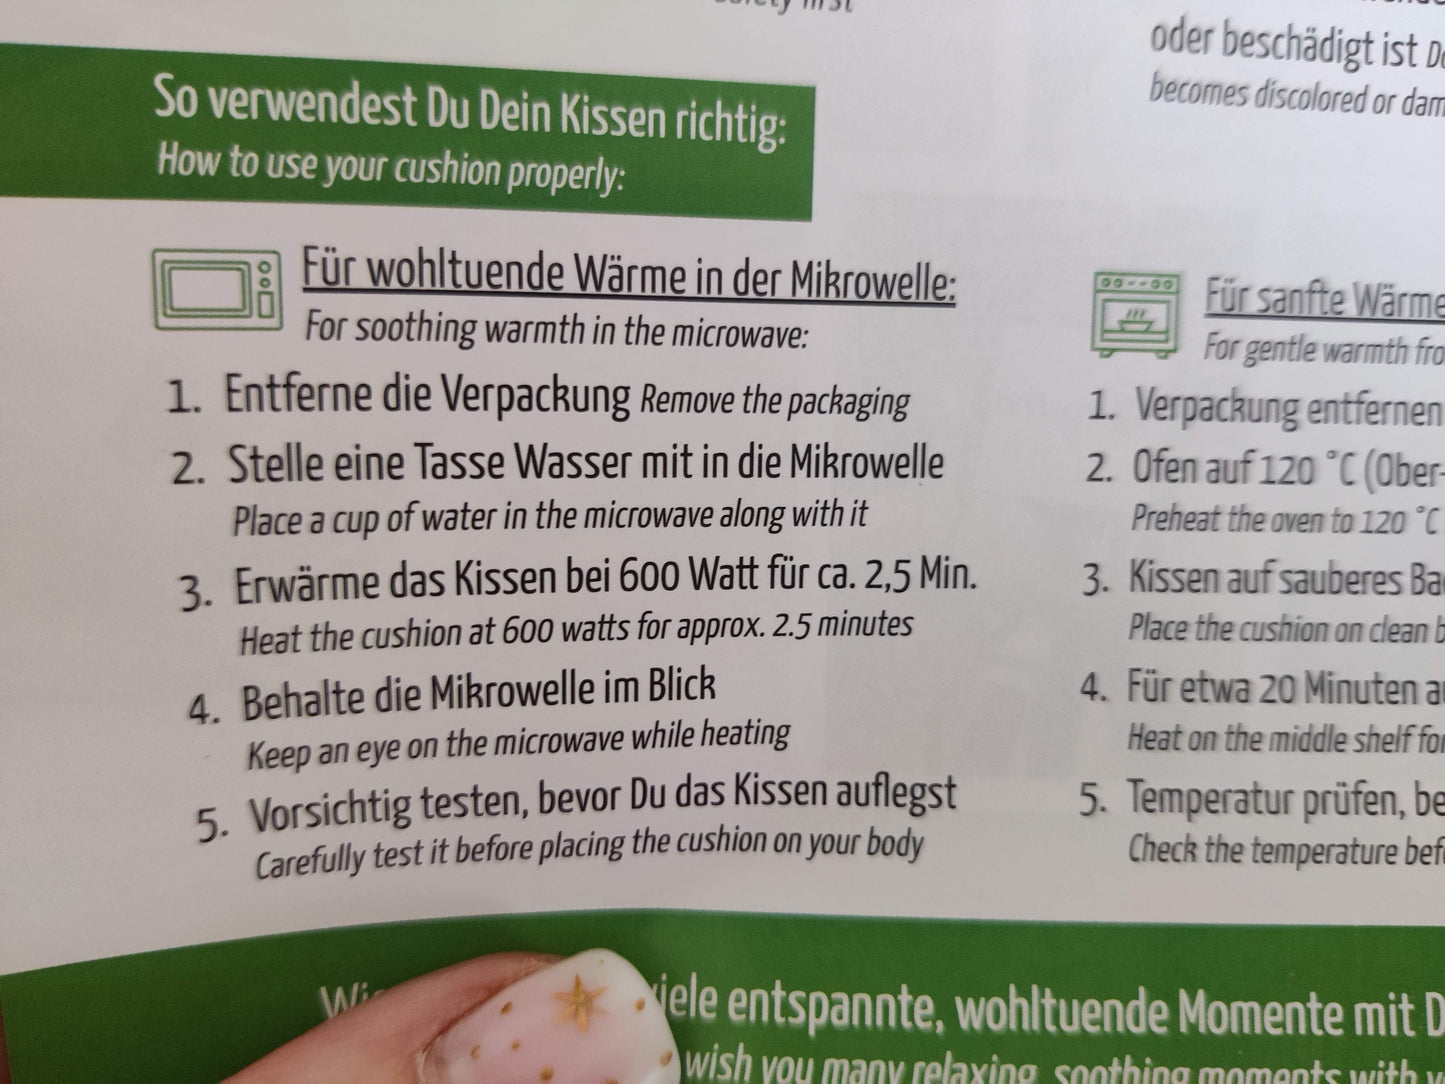 So verwendest Du Dein Kissen richtig:
How to use your cushion properly:
Für wohltuende Wärme in der Mikrowelle:
For soothing warmth in the microwave:
1. Entferne die Verpackung Remove the packaging
2. Stelle eine Tasse Wasser mit in die Mikrowelle
Place a cup of water in the microwave along with it
3. Erwärme das Kissen bei 600 Watt für ca. 2,5 Min.
Heat the cushion at 600 watts for approx. 2.5 minutes
4. Behalte die Mikrowelle im Blick
Keep an eye on the microwave while heating
5. Vorsichtig testen, bevor Du das Kissen auflegst
Carefully test it before placing the cushion on your body
oder beschädigt ist
becomes discolored or
Für sanfte Wärme
For gentle warmth
1. Verpackung entfernen
2. Ofen auf 120 °C (Ober-
Preheat the oven to 120 °C
3. Kissen auf sauberes
Place the cushion on clean
4. Für etwa 20 Minuten
Heat on the middle shelf
5. Temperatur prüfen,
Check the temperature
entspannte, wohltuende Momente mit
wish you many relaxing, soothing moments with